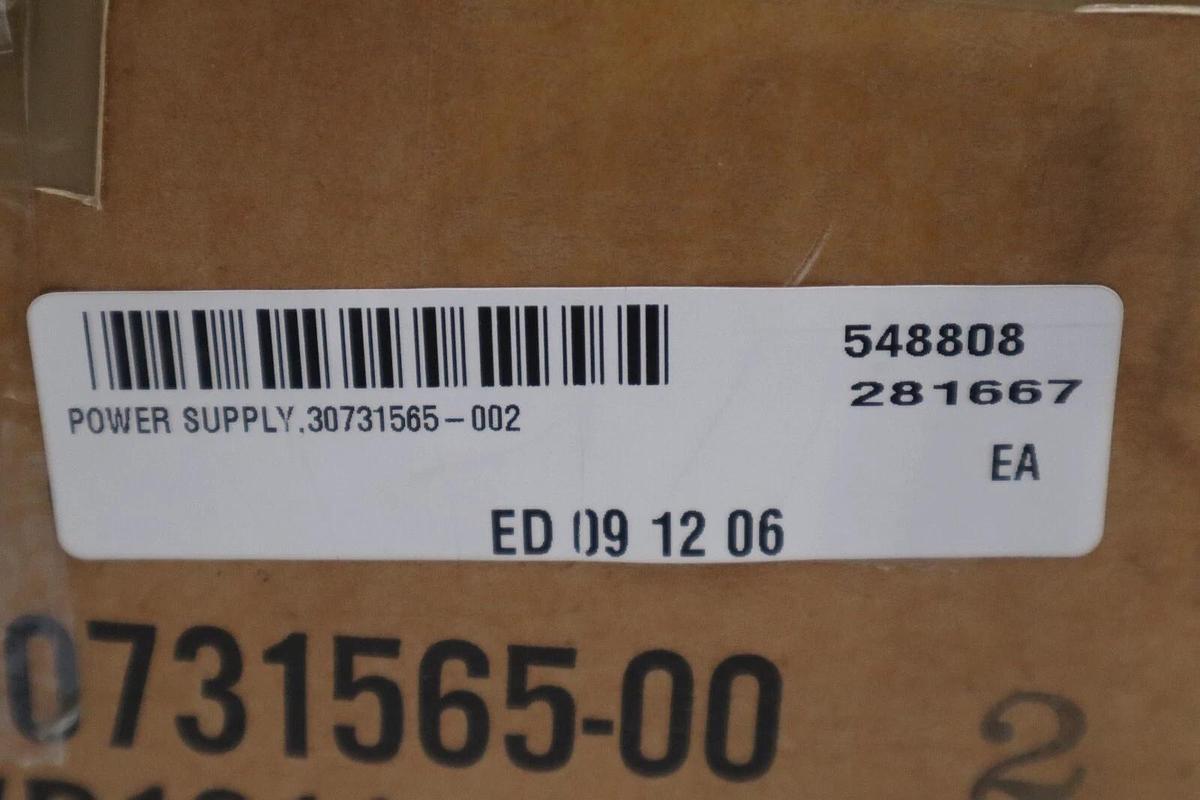 548808
281667
POWER SUPPLY,30731565-002
EA
ED 09 12 06
0731565-00 2